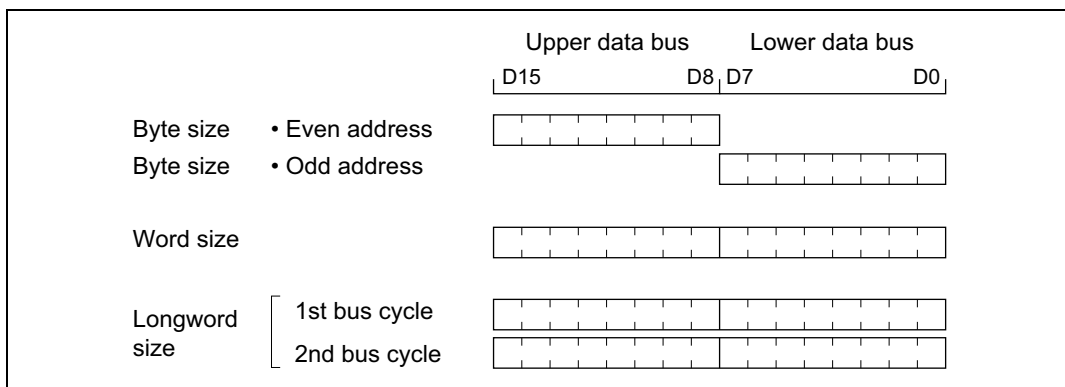 Upper data bus Lower data bus
D15 D8 D7 D0
Byte size • Even address
Byte size • Odd address
Word size
Longword size
1st bus cycle
2nd bus cycle